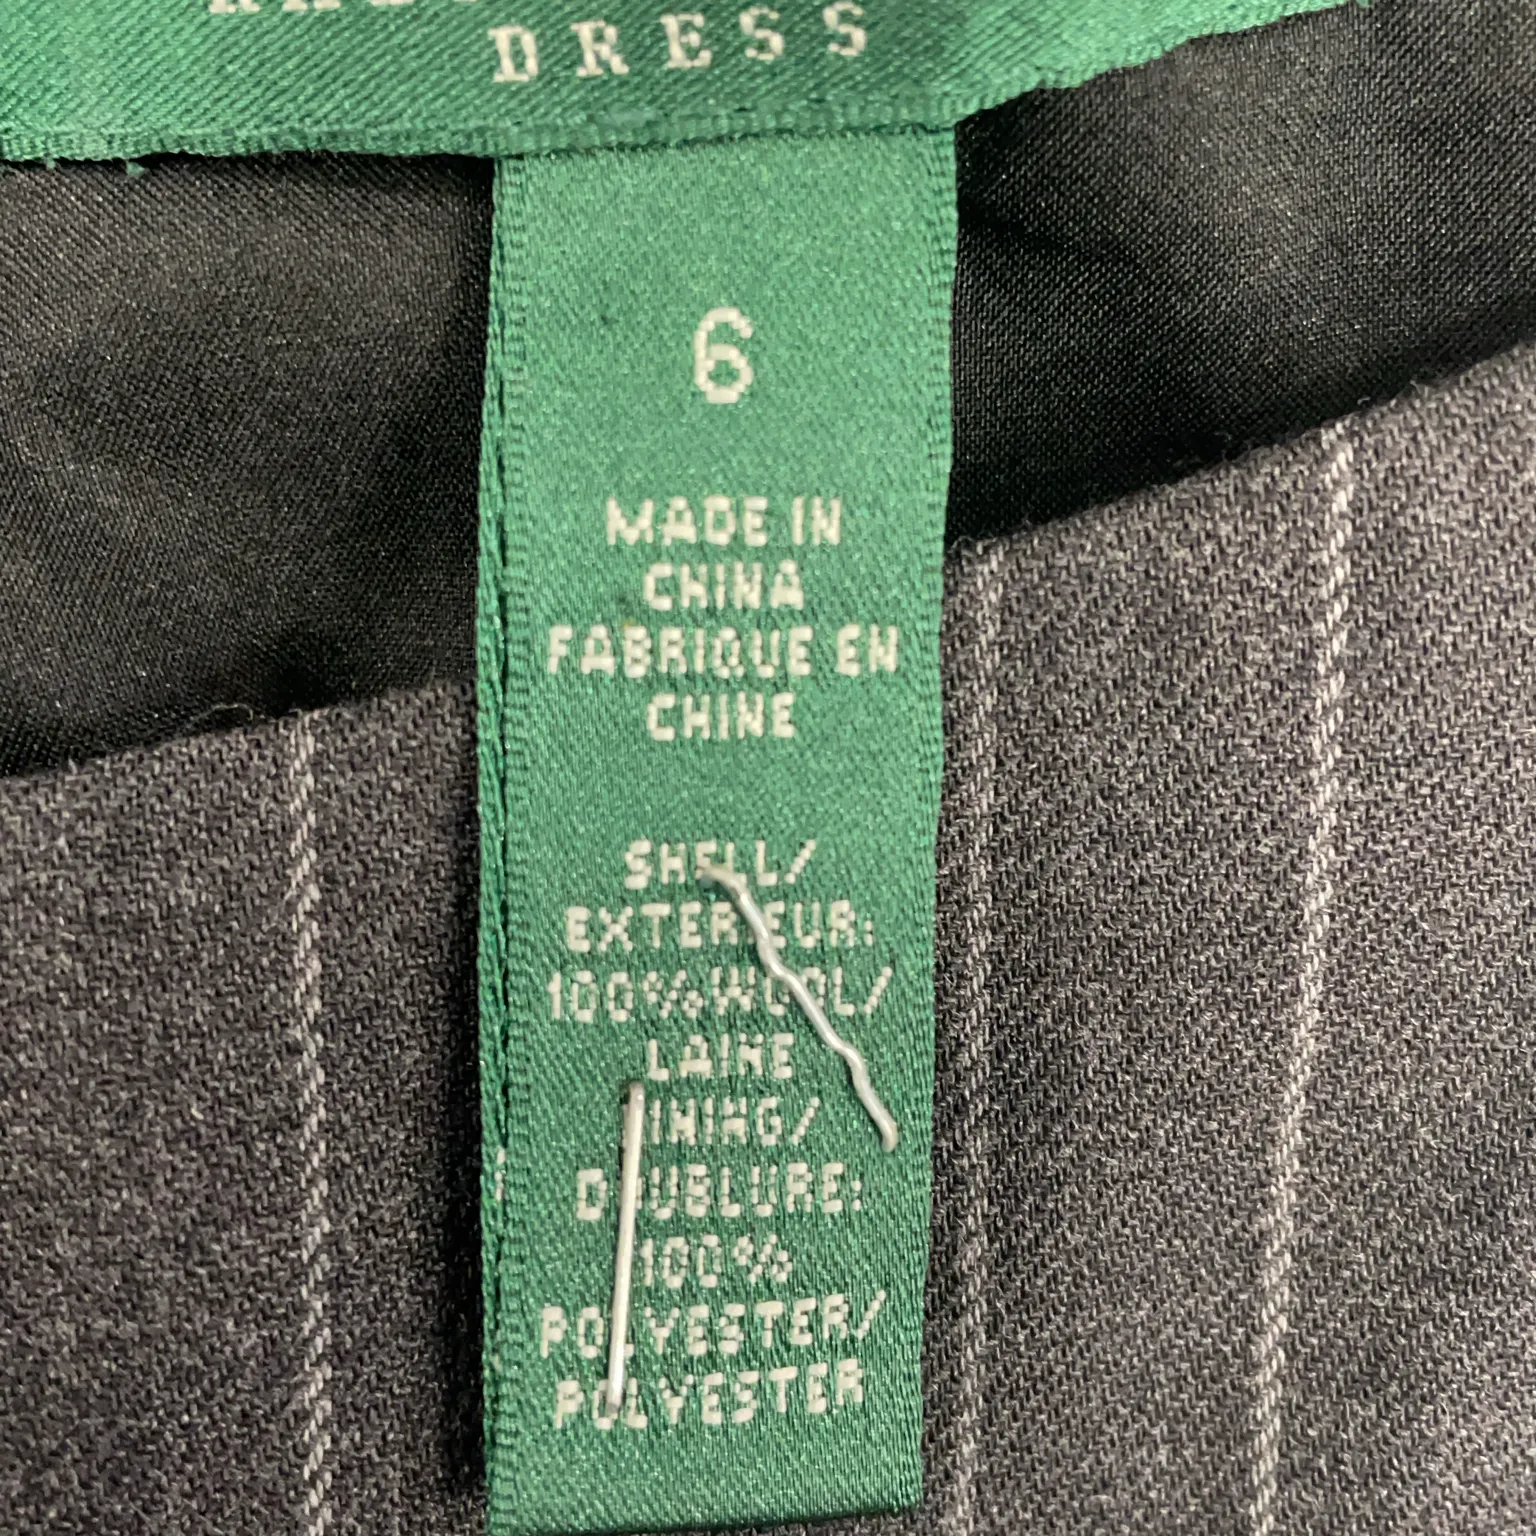 DRESS
6
MADE IN
CHINA
FABRIQUE EN
CHINE
SHELL/
EXTERIEUR:
100% WOOL/
LAINE
LINING/
DOUBLURE:
100%
POLYESTER/
POLYESTER